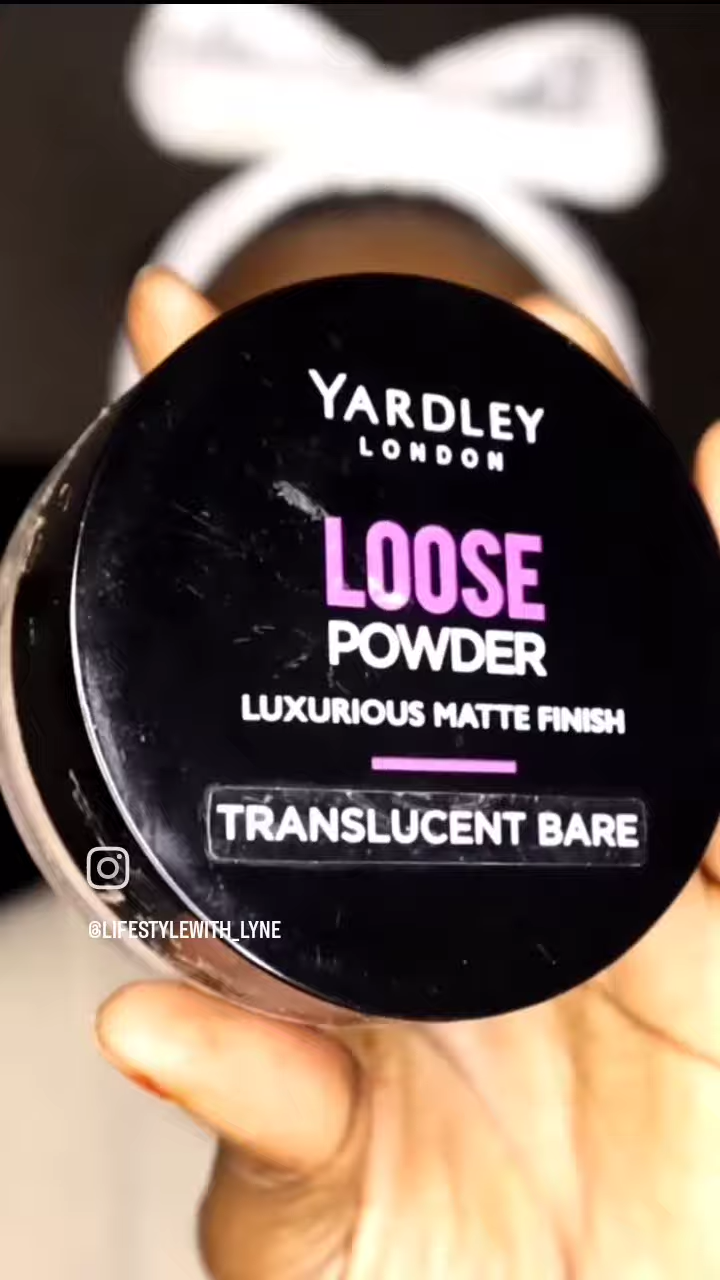 YARDLEY
LONDON
LOOSE
POWDER
LUXURIOUS MATTE FINISH
TRANSLUCENT BARE
@LIFESTYLEWITH_LYNE